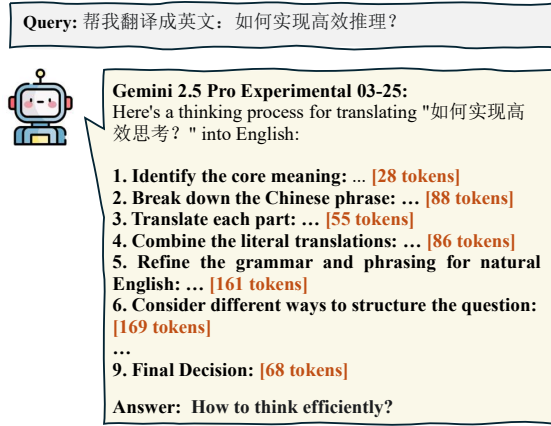 Query: 帮我翻译成英文：如何实现高效推理？
Gemini 2.5 Pro Experimental 03-25:
Here's a thinking process for translating "如何实现高
效思考？" into English:
1. Identify the core meaning: ... [28 tokens]
2. Break down the Chinese phrase: … [88 tokens]
3. Translate each part: … [55 tokens]
4. Combine the literal translations: … [86 tokens]
5. Refine the grammar and phrasing for natural
English: … [161 tokens]
6. Consider different ways to structure the question:
[169 tokens]
…
9. Final Decision: [68 tokens]
Answer: How to think efficiently?